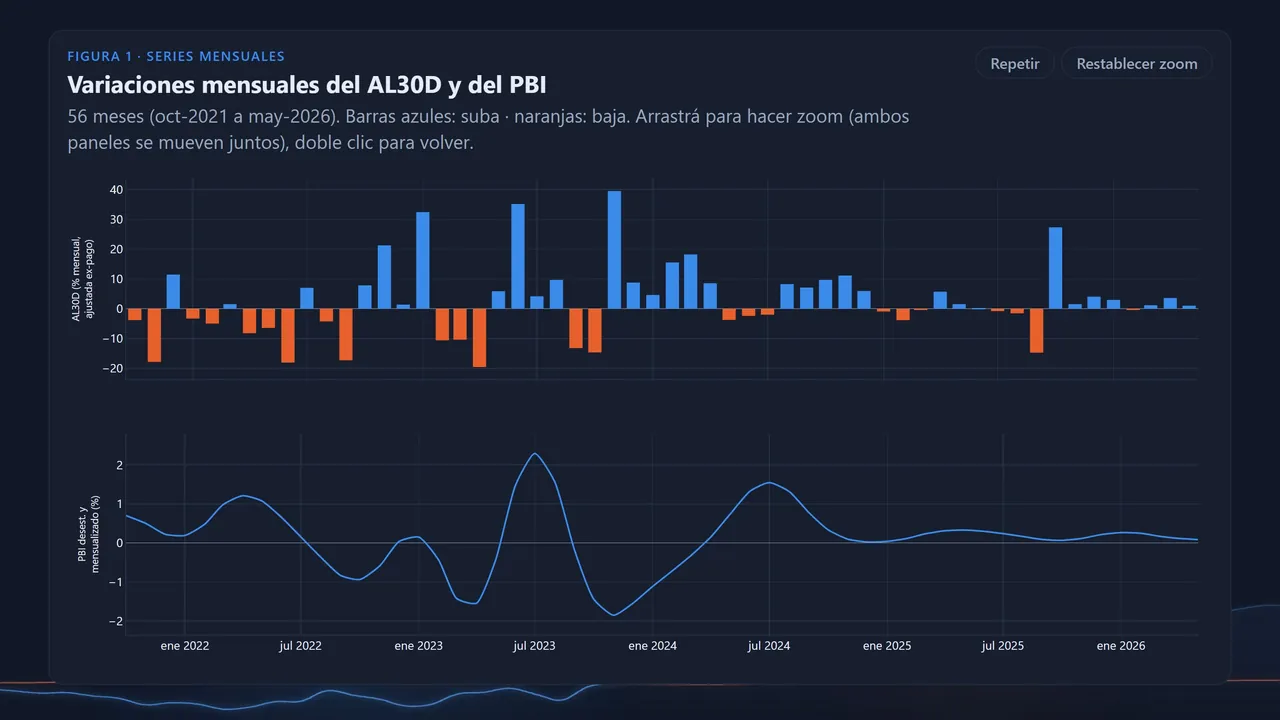 FIGURA 1 · SERIES MENSUALES
Variaciones mensuales del AL30D y del PBI
Repetir
Restablecer zoom
56 meses (oct-2021 a may-2026). Barras azules: suba · naranjas: baja. Arrastrá para hacer zoom (ambos
paneles se mueven juntos), doble clic para volver.
AL30D (% mensual,
ajustada ex-pago)
40
30
20
10
0
−10
−20
PBI desest. y
mensualizado (%)
2
1
0
−1
−2
ene 2022
jul 2022
ene 2023
jul 2023
ene 2024
jul 2024
ene 2025
jul 2025
ene 2026